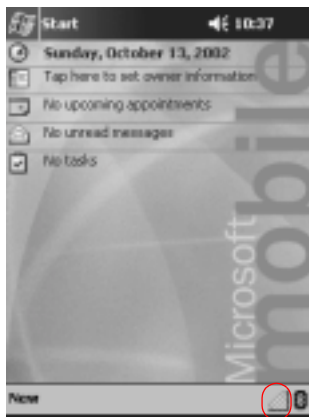 Start 10:37
Sunday, October 13, 2002
Tap here to set owner information
No upcoming appointments
No unread messages
No tasks
Microsoft
mobile
New